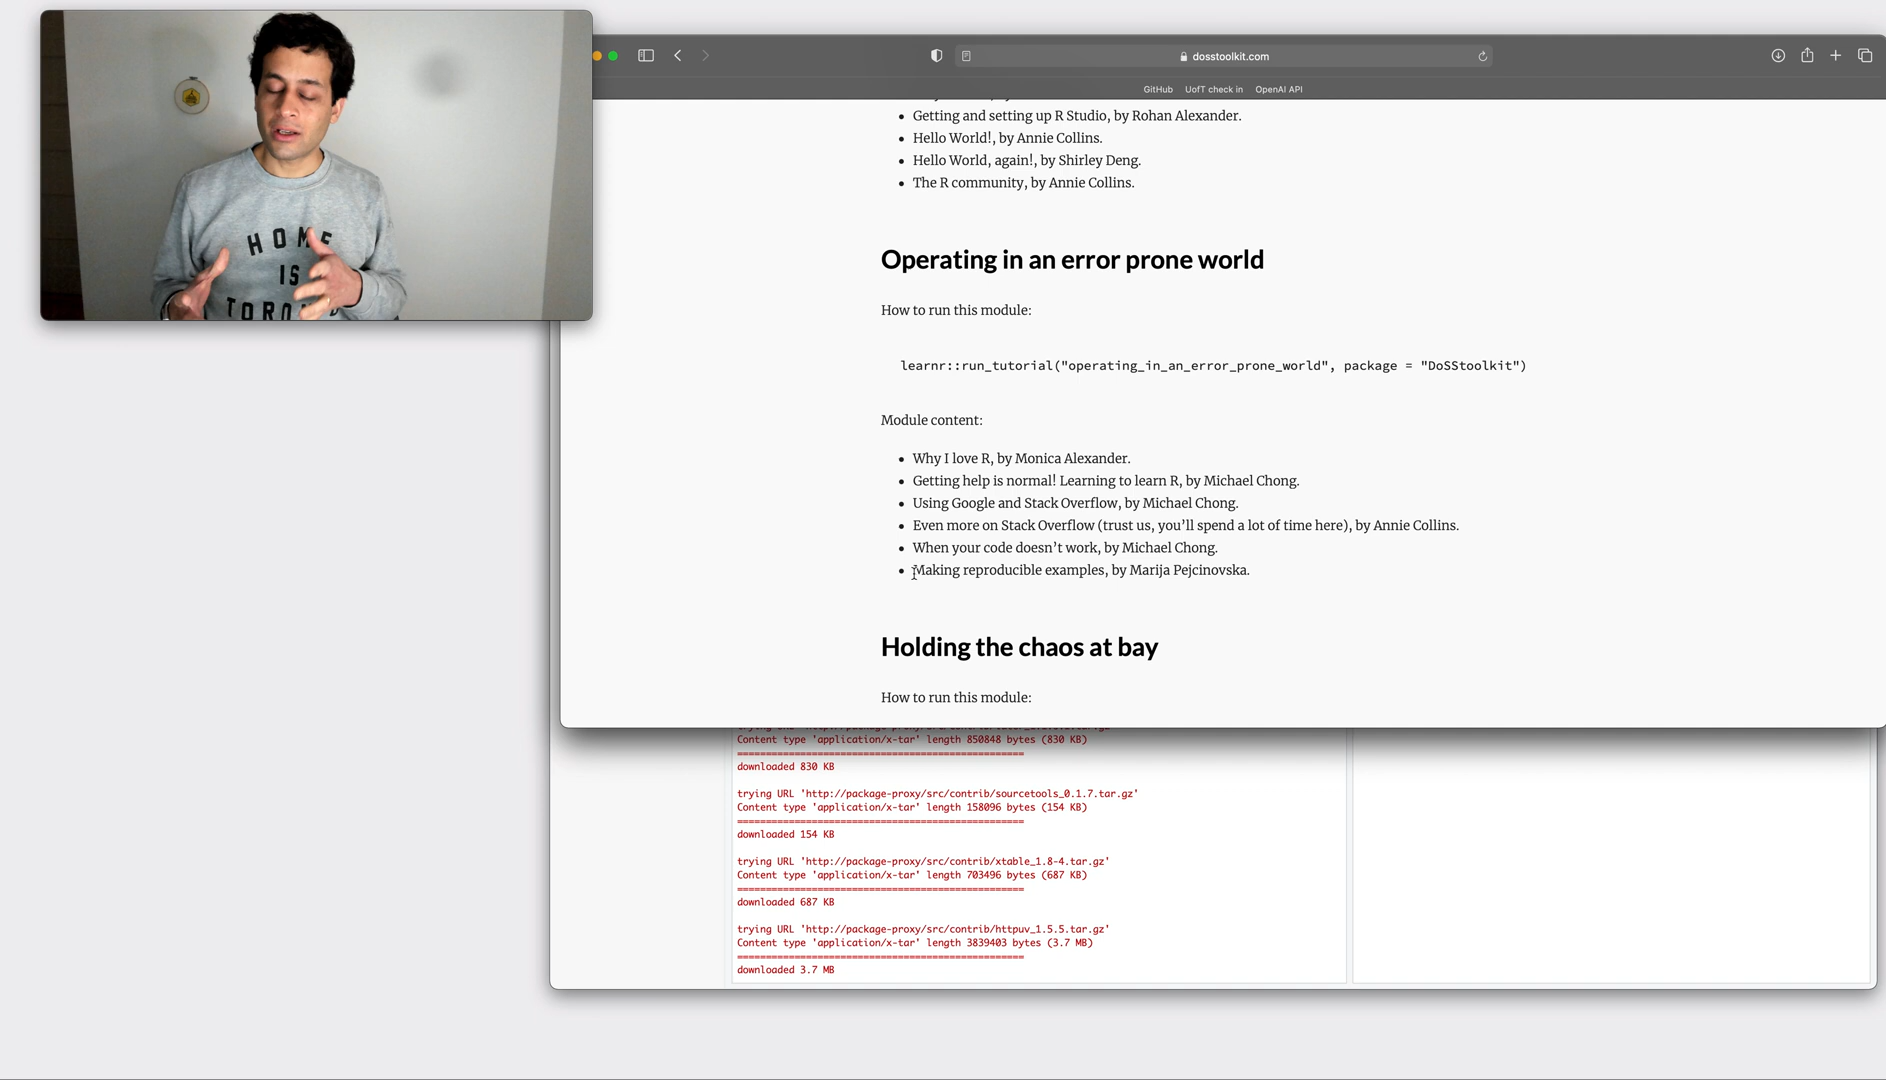 HOME
IS
TORON
dosstoolkit.com
GitHub UofT check in OpenAI API
Getting and setting up R Studio, by Rohan Alexander.
Hello World!, by Annie Collins.
Hello World, again!, by Shirley Deng.
The R community, by Annie Collins.
Operating in an error prone world
How to run this module:
learnr::run_tutorial("operating_in_an_error_prone_world", package = "DoSStoolkit")
Module content:
Why I love R, by Monica Alexander.
Getting help is normal! Learning to learn R, by Michael Chong.
Using Google and Stack Overflow, by Michael Chong.
Even more on Stack Overflow (trust us, you’ll spend a lot of time here), by Annie Collins.
When your code doesn’t work, by Michael Chong.
Making reproducible examples, by Marija Pejcinovska.
Holding the chaos at bay
How to run this module:
Content type 'application/x-tar' length 850848 bytes (830 KB)
==================================================
downloaded 830 KB
trying URL 'http://package-proxy/src/contrib/sourcetools_0.1.7.tar.gz'
Content type 'application/x-tar' length 158096 bytes (154 KB)
==================================================
downloaded 154 KB
trying URL 'http://package-proxy/src/contrib/xtable_1.8-4.tar.gz'
Content type 'application/x-tar' length 703496 bytes (687 KB)
==================================================
downloaded 687 KB
trying URL 'http://package-proxy/src/contrib/httpuv_1.5.5.tar.gz'
Content type 'application/x-tar' length 3839403 bytes (3.7 MB)
==================================================
downloaded 3.7 MB